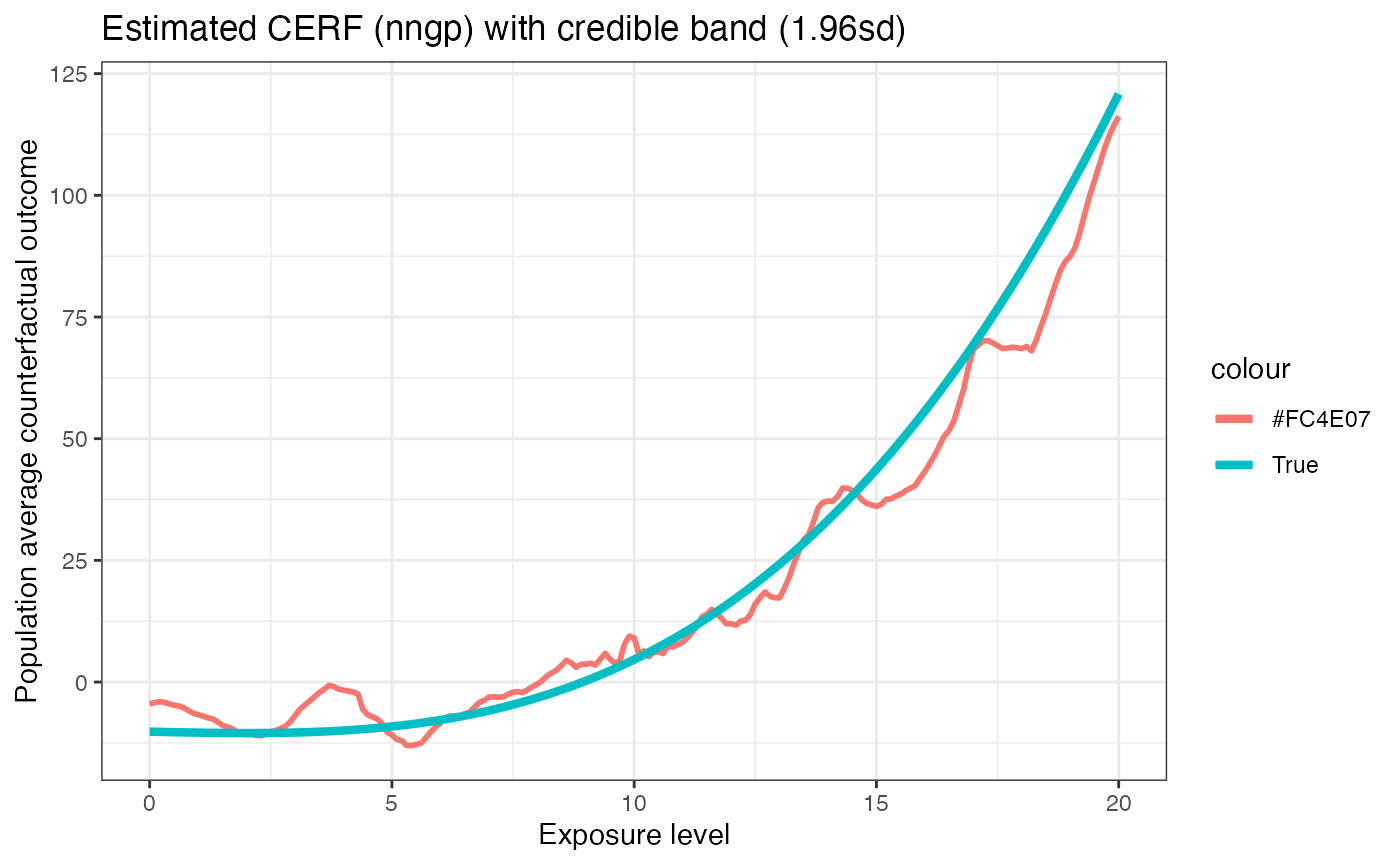 Estimated CERF (nngp) with credible band (1.96sd)
Population average counterfactual outcome
125
100
75
50
25
0
0 5 10 15 20
Exposure level
colour
#FC4E07
True